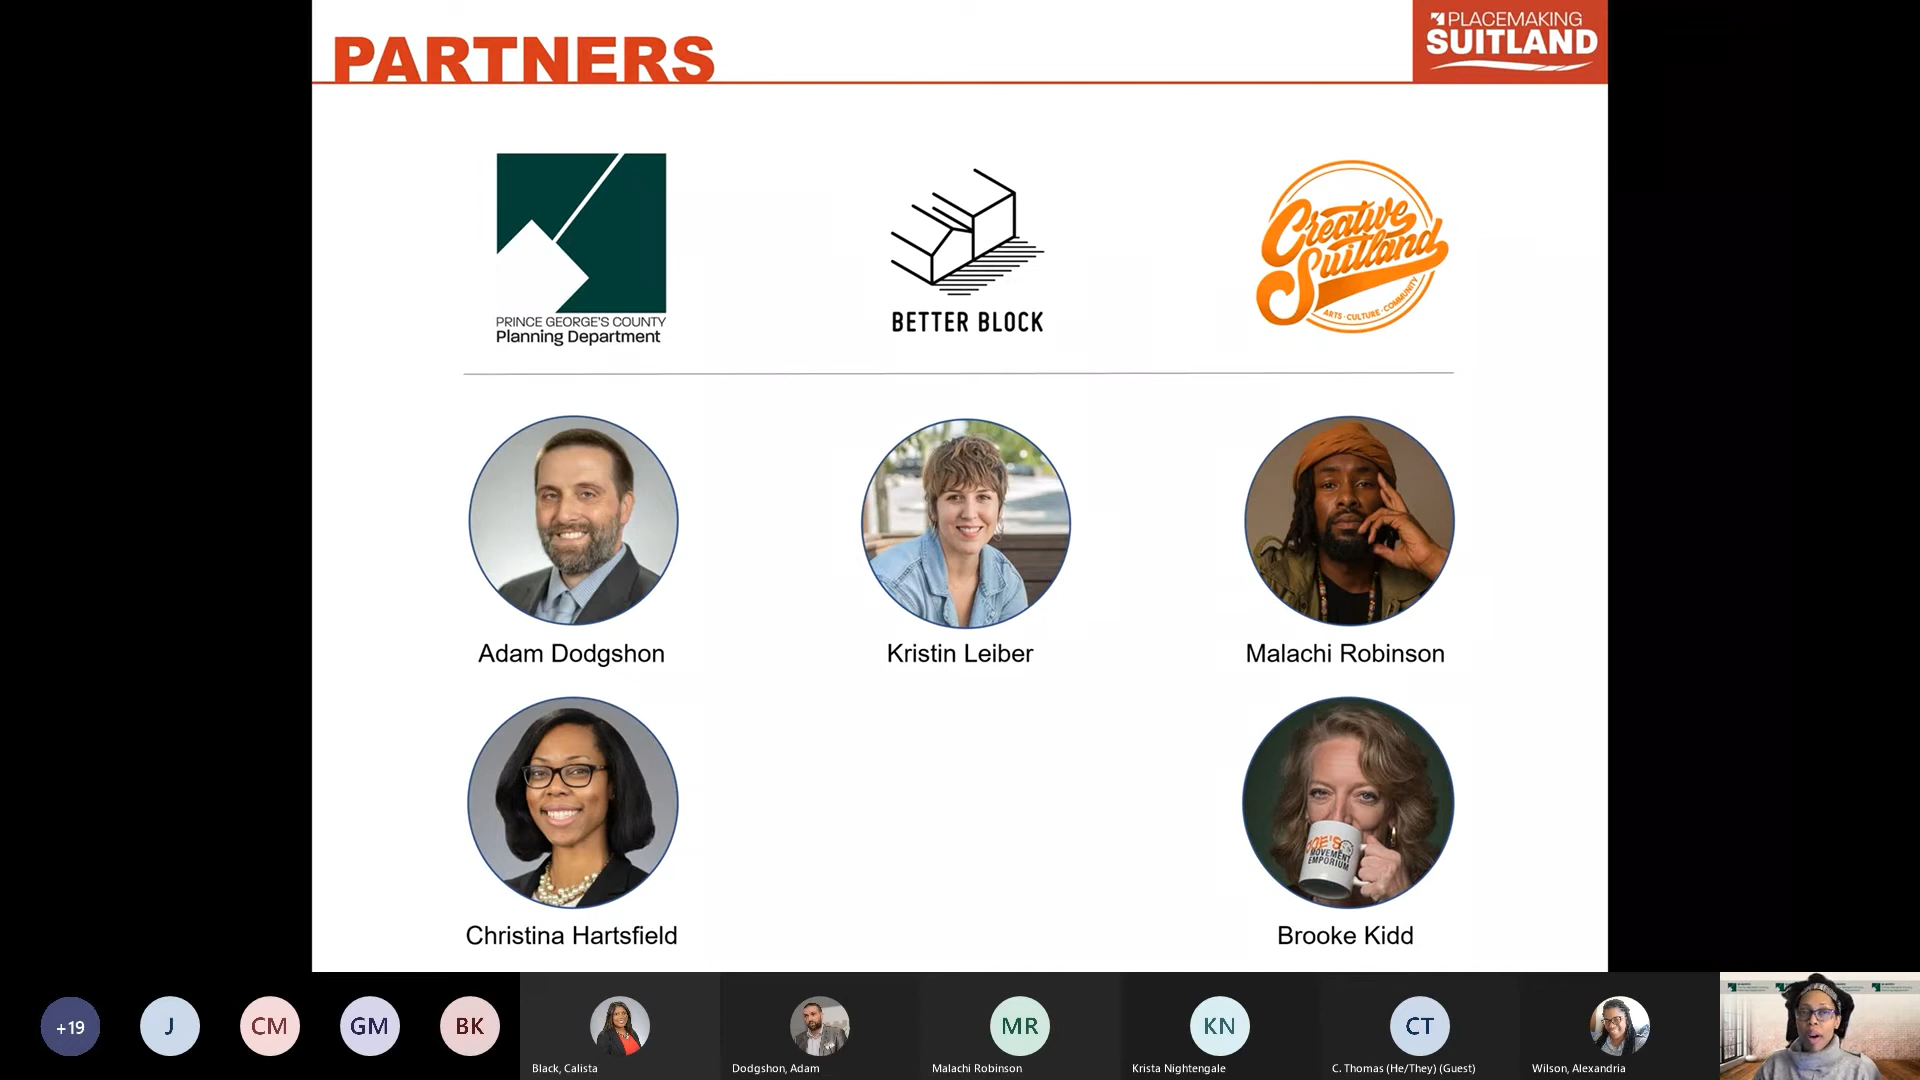 PARTNERS
PLACEMAKING
SUITLAND
PRINCE GEORGE'S COUNTY
Planning Department
BETTER BLOCK
Creative
Suitland
ARTS · CULTURE · COMMUNITY
Adam Dodgshon
Kristin Leiber
Malachi Robinson
MOVEMENT
EMPORIUM
Christina Hartsfield
Brooke Kidd
+19
J
CM
GM
BK
MR
KN
CT
Black, Calista
Dodgshon, Adam
Malachi Robinson
Krista Nightengale
C. Thomas (He/They) (Guest)
Wilson, Alexandria